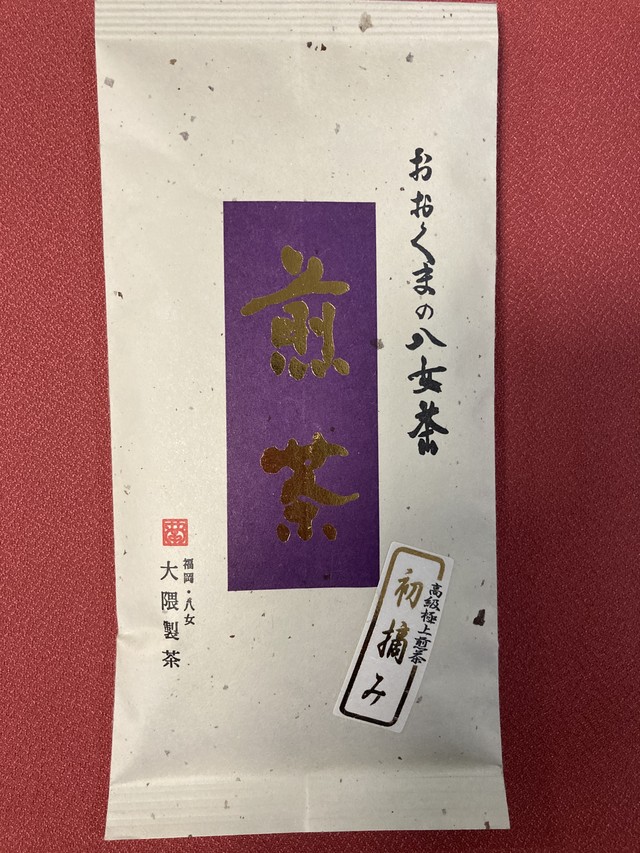 おおくまの八女茶
煎茶
高級極上煎茶
初摘み
福岡・八女
大隈製茶